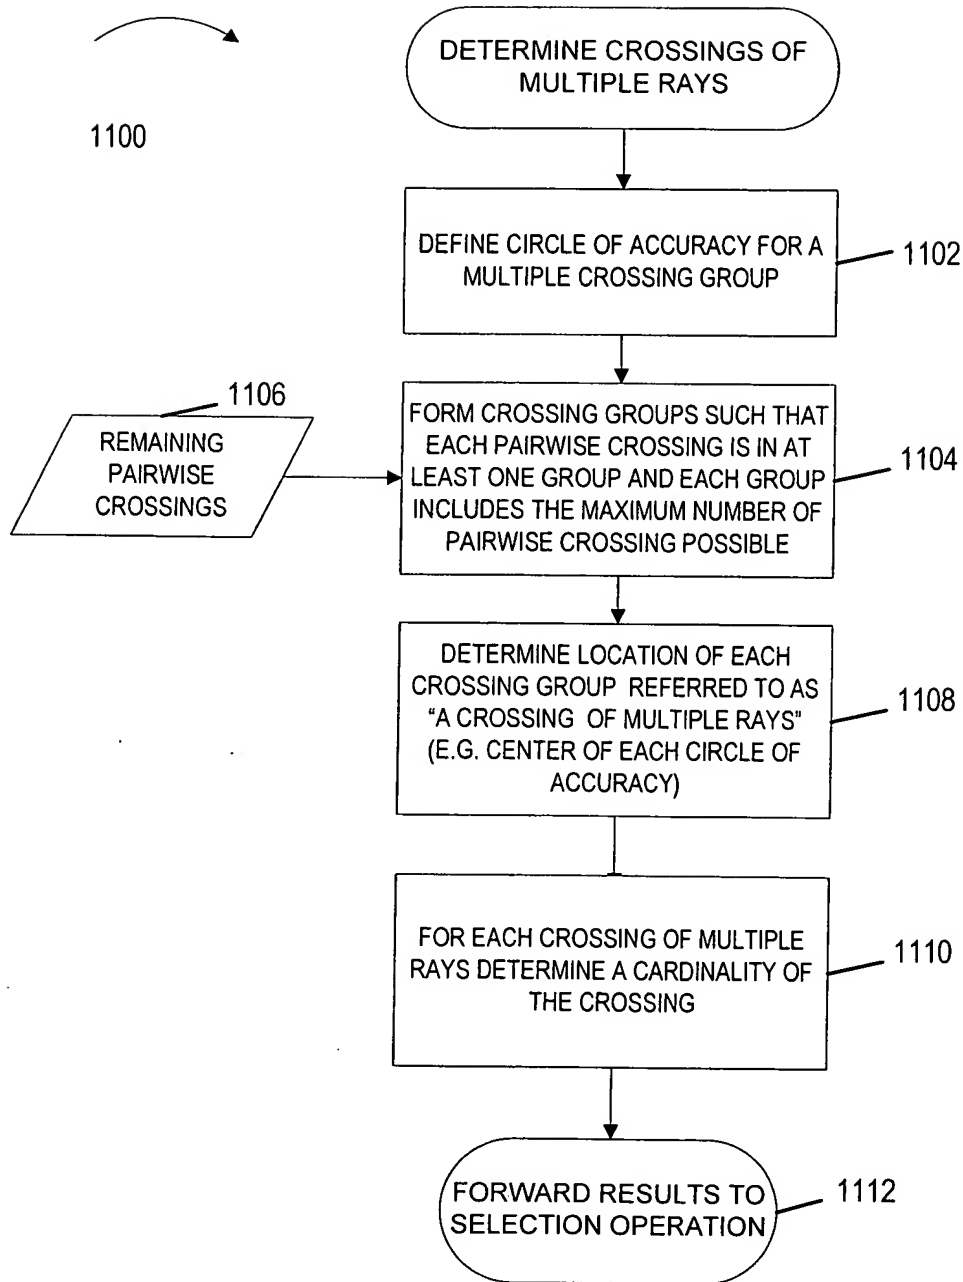 DETERMINE CROSSINGS OF
MULTIPLE RAYS
1100
DEFINE CIRCLE OF ACCURACY FOR A
MULTIPLE CROSSING GROUP
1102
1106
REMAINING
PAIRWISE
CROSSINGS
FORM CROSSING GROUPS SUCH THAT
EACH PAIRWISE CROSSING IS IN AT
LEAST ONE GROUP AND EACH GROUP
INCLUDES THE MAXIMUM NUMBER OF
PAIRWISE CROSSING POSSIBLE
1104
DETERMINE LOCATION OF EACH
CROSSING GROUP REFERRED TO AS
“A CROSSING OF MULTIPLE RAYS"
(E.G. CENTER OF EACH CIRCLE OF
ACCURACY)
1108
FOR EACH CROSSING OF MULTIPLE
RAYS DETERMINE A CARDINALITY OF
THE CROSSING
1110
FORWARD RESULTS TO
SELECTION OPERATION
1112